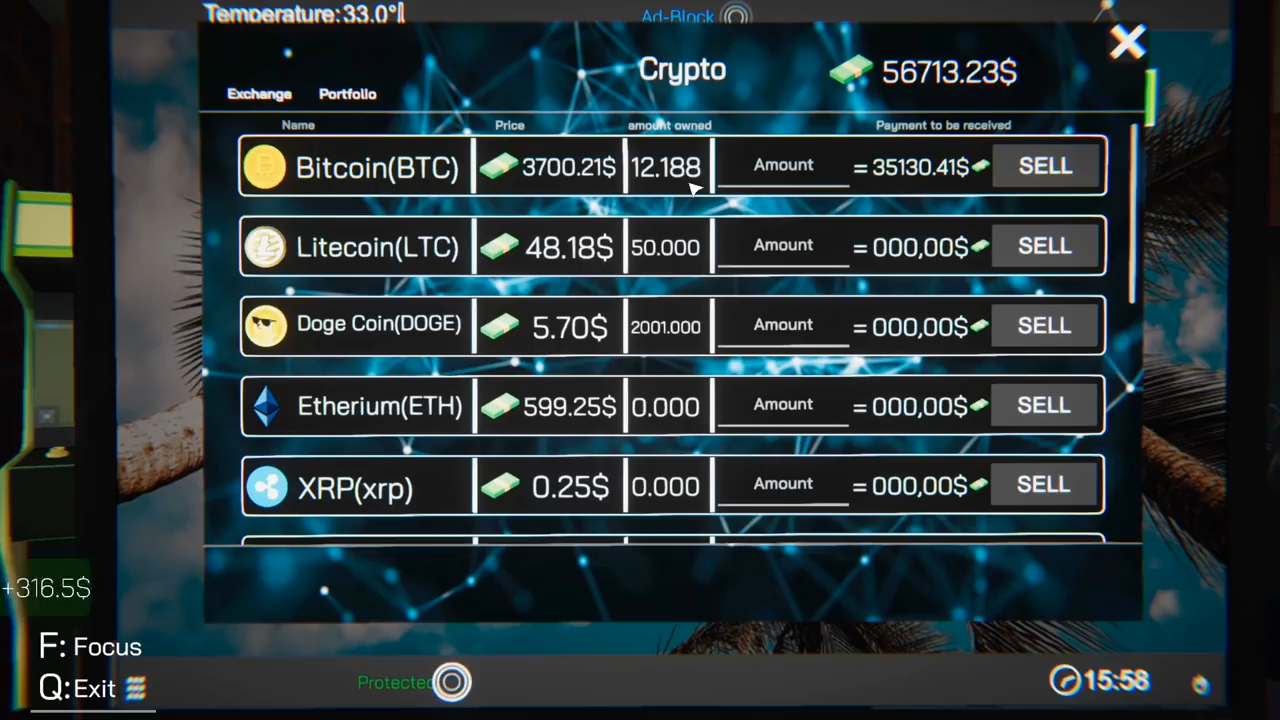 Temperature:33.0°
Ad-Block
Crypto
56713.23$
Exchange Portfolio
Name Price amount owned Payment to be received
Bitcoin(BTC) 3700.21$ 12.188 Amount = 35130.41$ SELL
Litecoin(LTC) 48.18$ 50.000 Amount = 000,00$ SELL
Doge Coin(DOGE) 5.70$ 2001.000 Amount = 000,00$ SELL
Etherium(ETH) 599.25$ 0.000 Amount = 000,00$ SELL
XRP(xrp) 0.25$ 0.000 Amount = 000,00$ SELL
+316.5$
F: Focus
Q:Exit
Protected
15:58